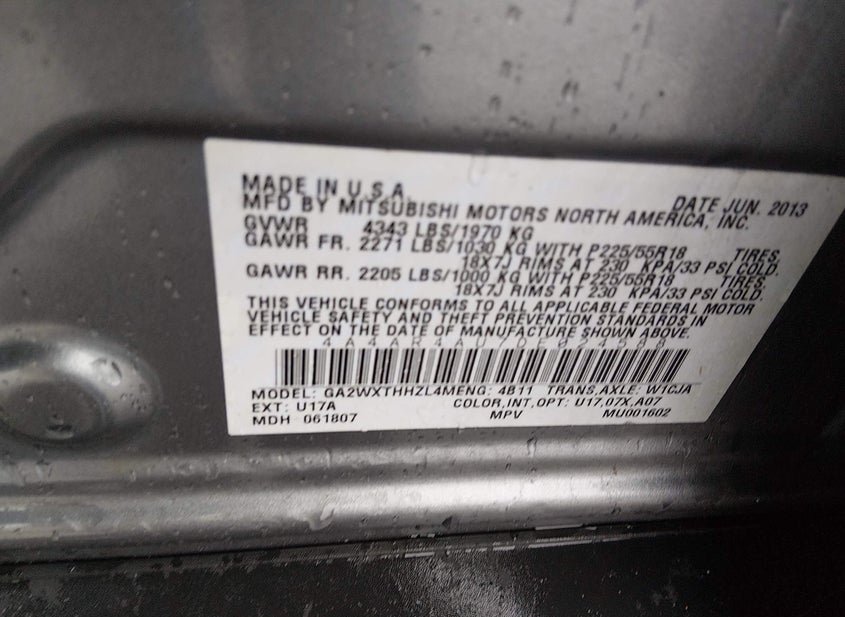 MADE IN U.S.A. DATE JUN. 2013
MFD BY MITSUBISHI MOTORS NORTH AMERICA, INC.
GVWR 4343 LBS/1970 KG
GAWR FR. 2271 LBS/1030 KG WITH P225/55R18 TIRES,
18X7J RIMS AT 230 KPA/33 PSI COLD.
GAWR RR. 2205 LBS/1000 KG WITH P225/55R18 TIRES,
18X7J RIMS AT 230 KPA/33 PSI COLD.
THIS VEHICLE CONFORMS TO ALL APPLICABLE FEDERAL MOTOR
VEHICLE SAFETY AND THEFT PREVENTION STANDARDS IN
EFFECT ON THE DATE OF MANUFACTURE SHOWN ABOVE.
MODEL: GA2WXTHHZL4M ENG: 4B11 TRANS,AXLE: W1CJA
EXT: U17A COLOR,INT,OPT: U17,07X,A07
MDH 061807 MPV MU001602